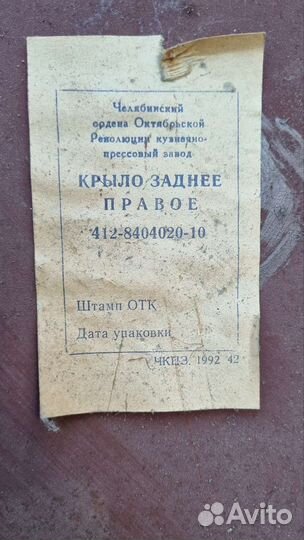 Челябинский
ордена Октябрьской
Революции кузнечно-
прессовый завод
КРЫЛО ЗАДНЕЕ
ПРАВОЕ
412-8404020-10
Штамп ОТК
Дата упаковки
ЧКПЗ. 1992 42
Avito